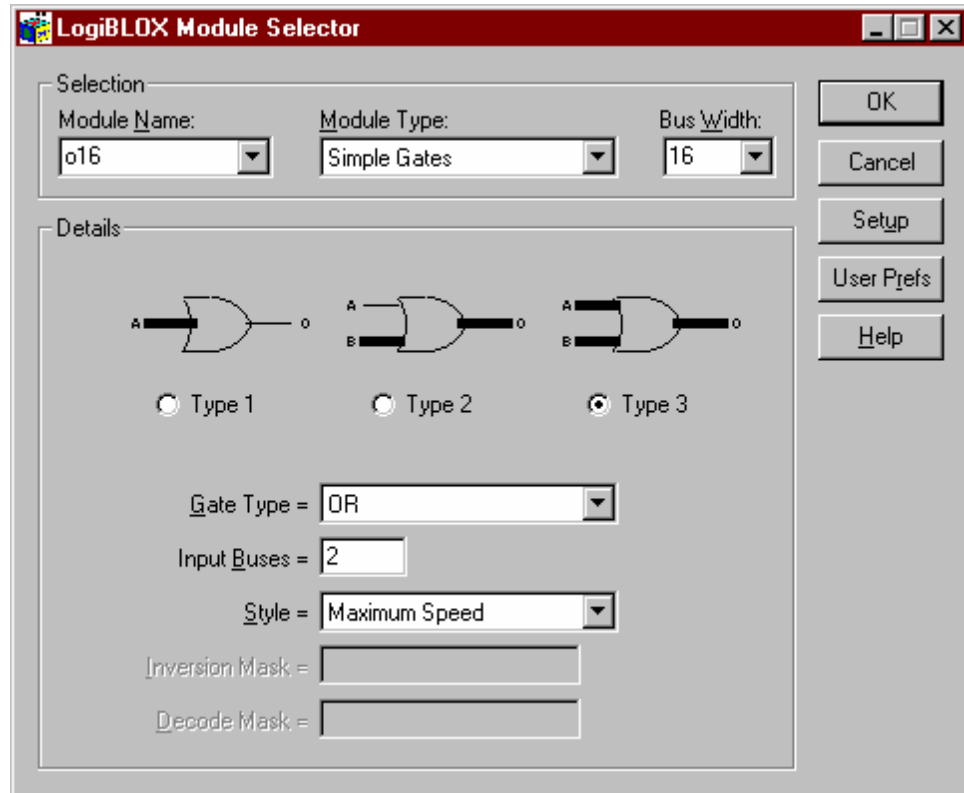 LogiBLOX Module Selector
Selection
Module Name: Module Type: Bus Width:
o16 Simple Gates 16
OK
Cancel
Setup
User Prefs
Help
Details
A O A B O A B O
Type 1 Type 2 Type 3
Gate Type = OR
Input Buses = 2
Style = Maximum Speed
Inversion Mask =
Decode Mask =